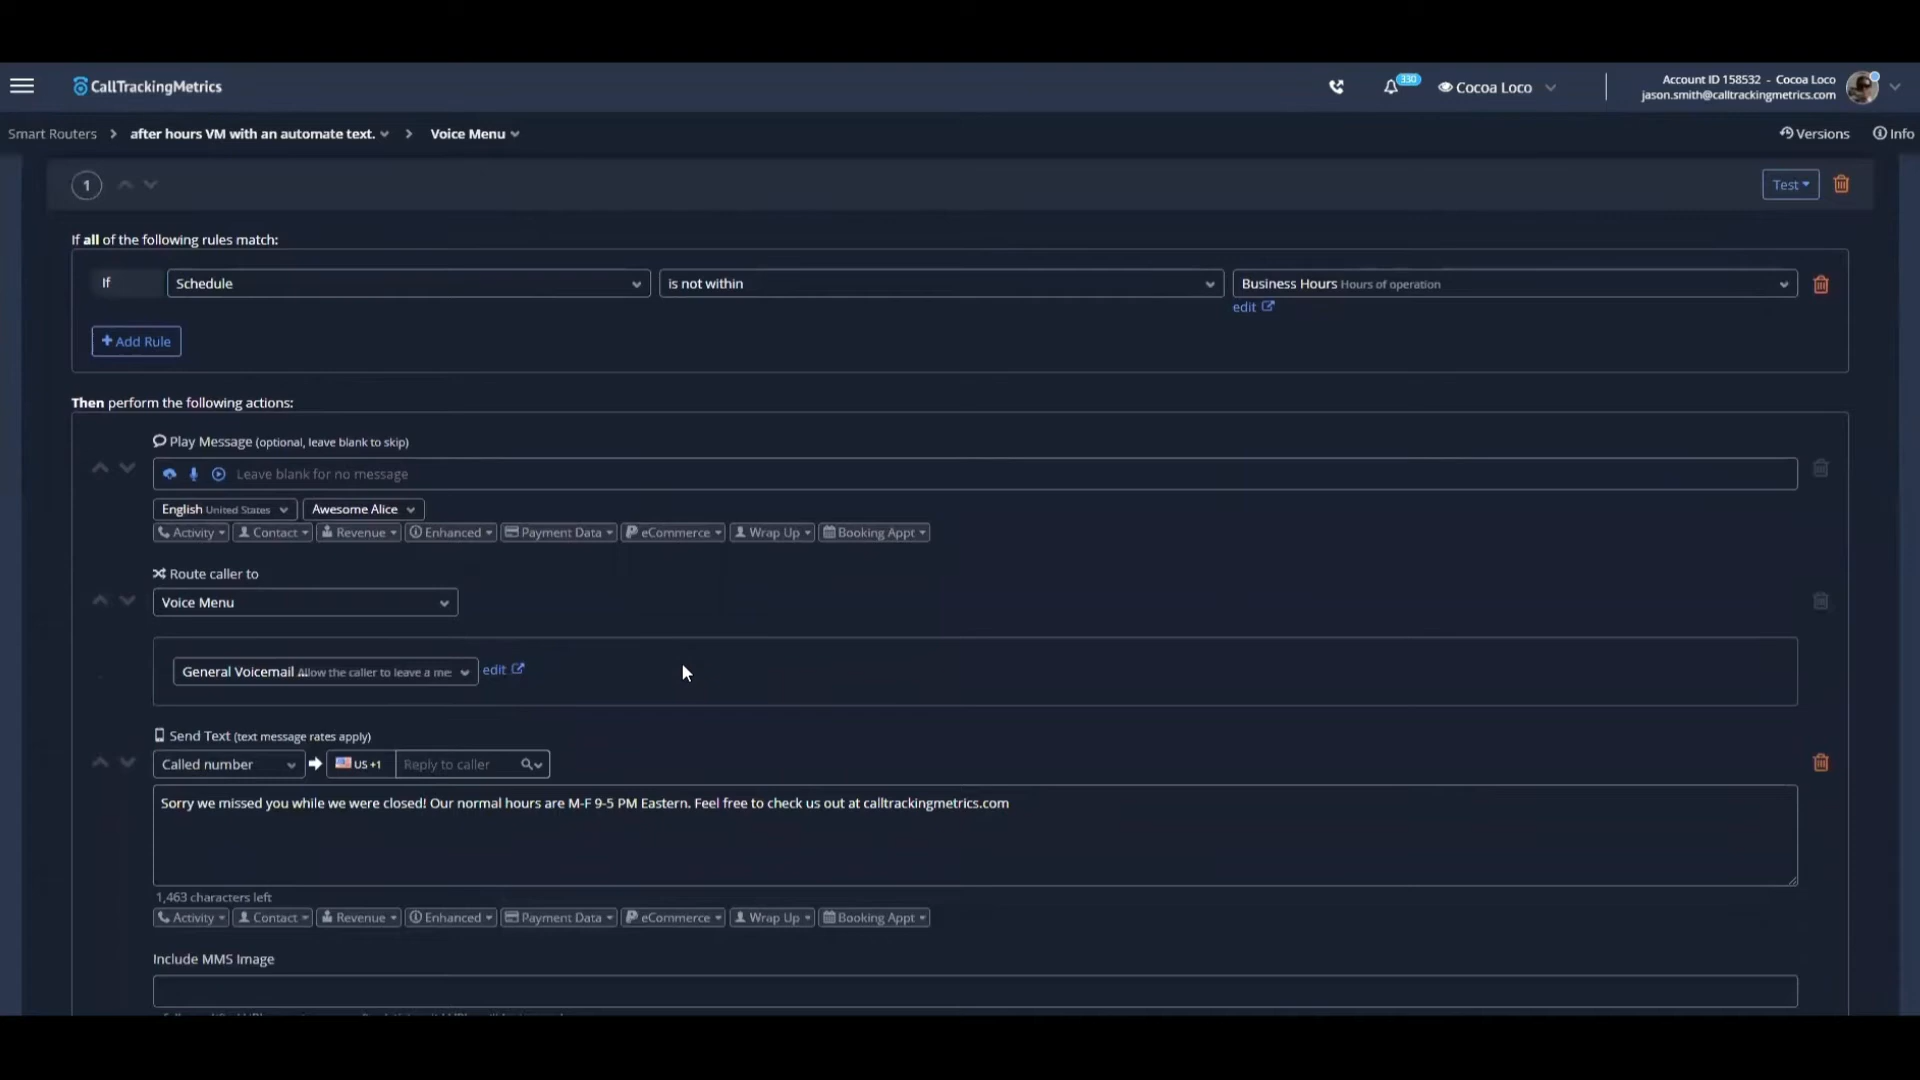 CallTrackingMetrics
330
Cocoa Loco
Account ID 158532 - Cocoa Loco
jason.smith@calltrackingmetrics.com
Smart Routers > after hours VM with an automate text. > Voice Menu
Versions
Info
1
Test
If all of the following rules match:
If Schedule is not within Business Hours Hours of operation
edit
+ Add Rule
Then perform the following actions:
Play Message (optional, leave blank to skip)
Leave blank for no message
English United States Awesome Alice
Activity Contact Revenue Enhanced Payment Data eCommerce Wrap Up Booking Appt
Route caller to
Voice Menu
General Voicemail ... Allow the caller to leave a me edit
Send Text (text message rates apply)
Called number US +1 Reply to caller
Sorry we missed you while we were closed! Our normal hours are M-F 9-5 PM Eastern. Feel free to check us out at calltrackingmetrics.com
1,463 characters left
Activity Contact Revenue Enhanced Payment Data eCommerce Wrap Up Booking Appt
Include MMS Image